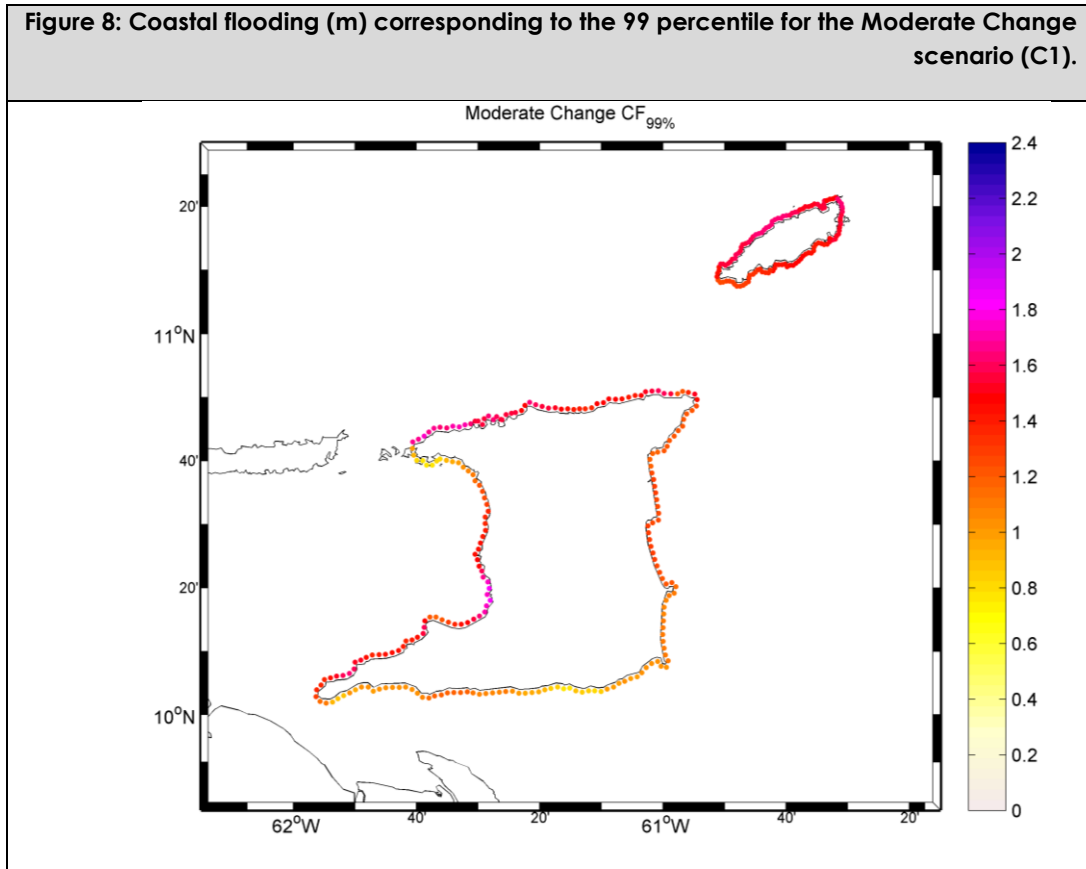 Figure 8: Coastal flooding (m) corresponding to the 99 percentile for the Moderate Change
scenario (C1).
Moderate Change CF99%
2.4
2.2
2
1.8
1.6
1.4
1.2
1
0.8
0.6
0.4
0.2
0
20'
11°N
40'
20'
10°N
62°W
40'
20'
61°W
40'
20'